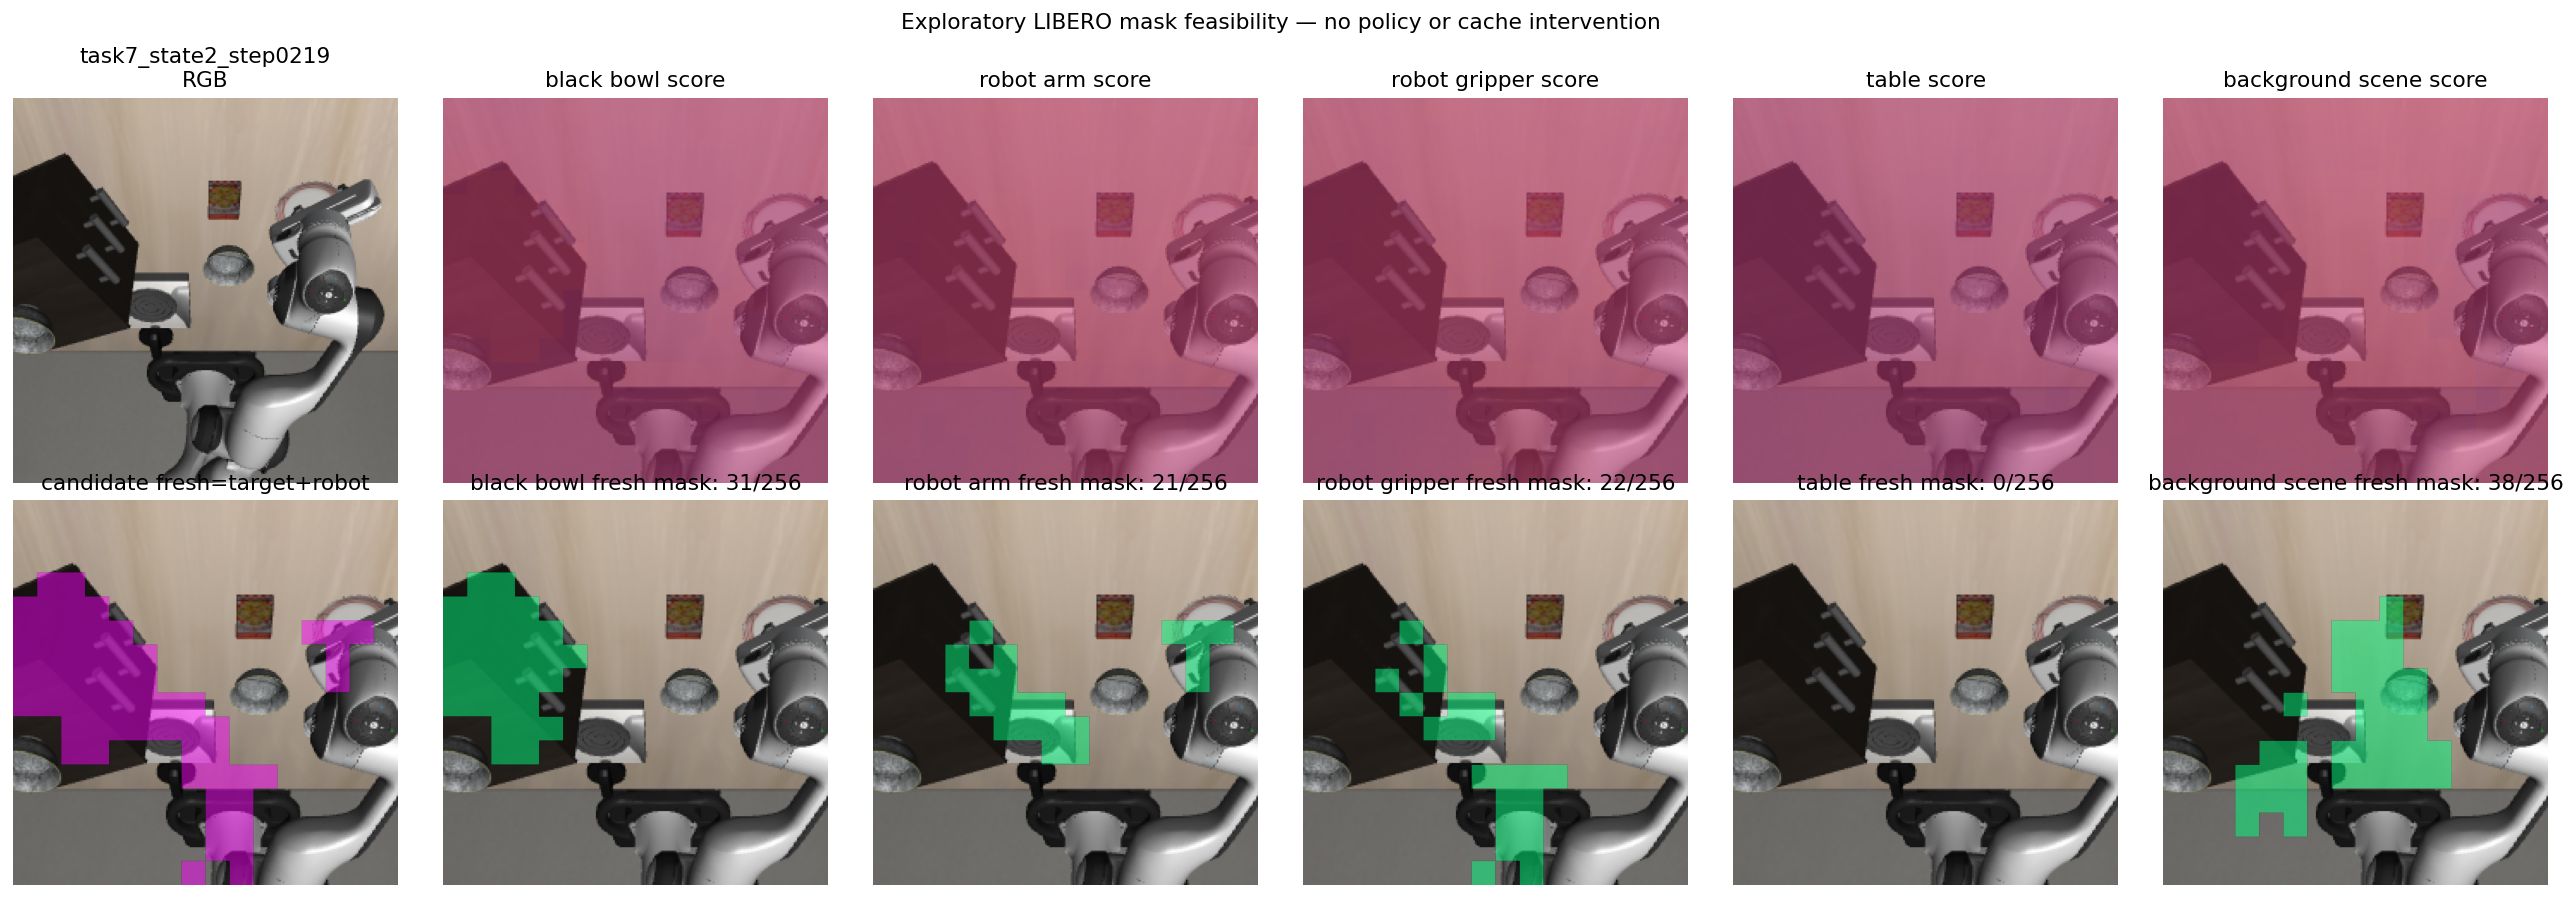 Exploratory LIBERO mask feasibility — no policy or cache intervention
task7_state2_step0219
RGB
black bowl score
robot arm score
robot gripper score
table score
background scene score
candidate fresh=target+robot
black bowl fresh mask: 31/256
robot arm fresh mask: 21/256
robot gripper fresh mask: 22/256
table fresh mask: 0/256
background scene fresh mask: 38/256